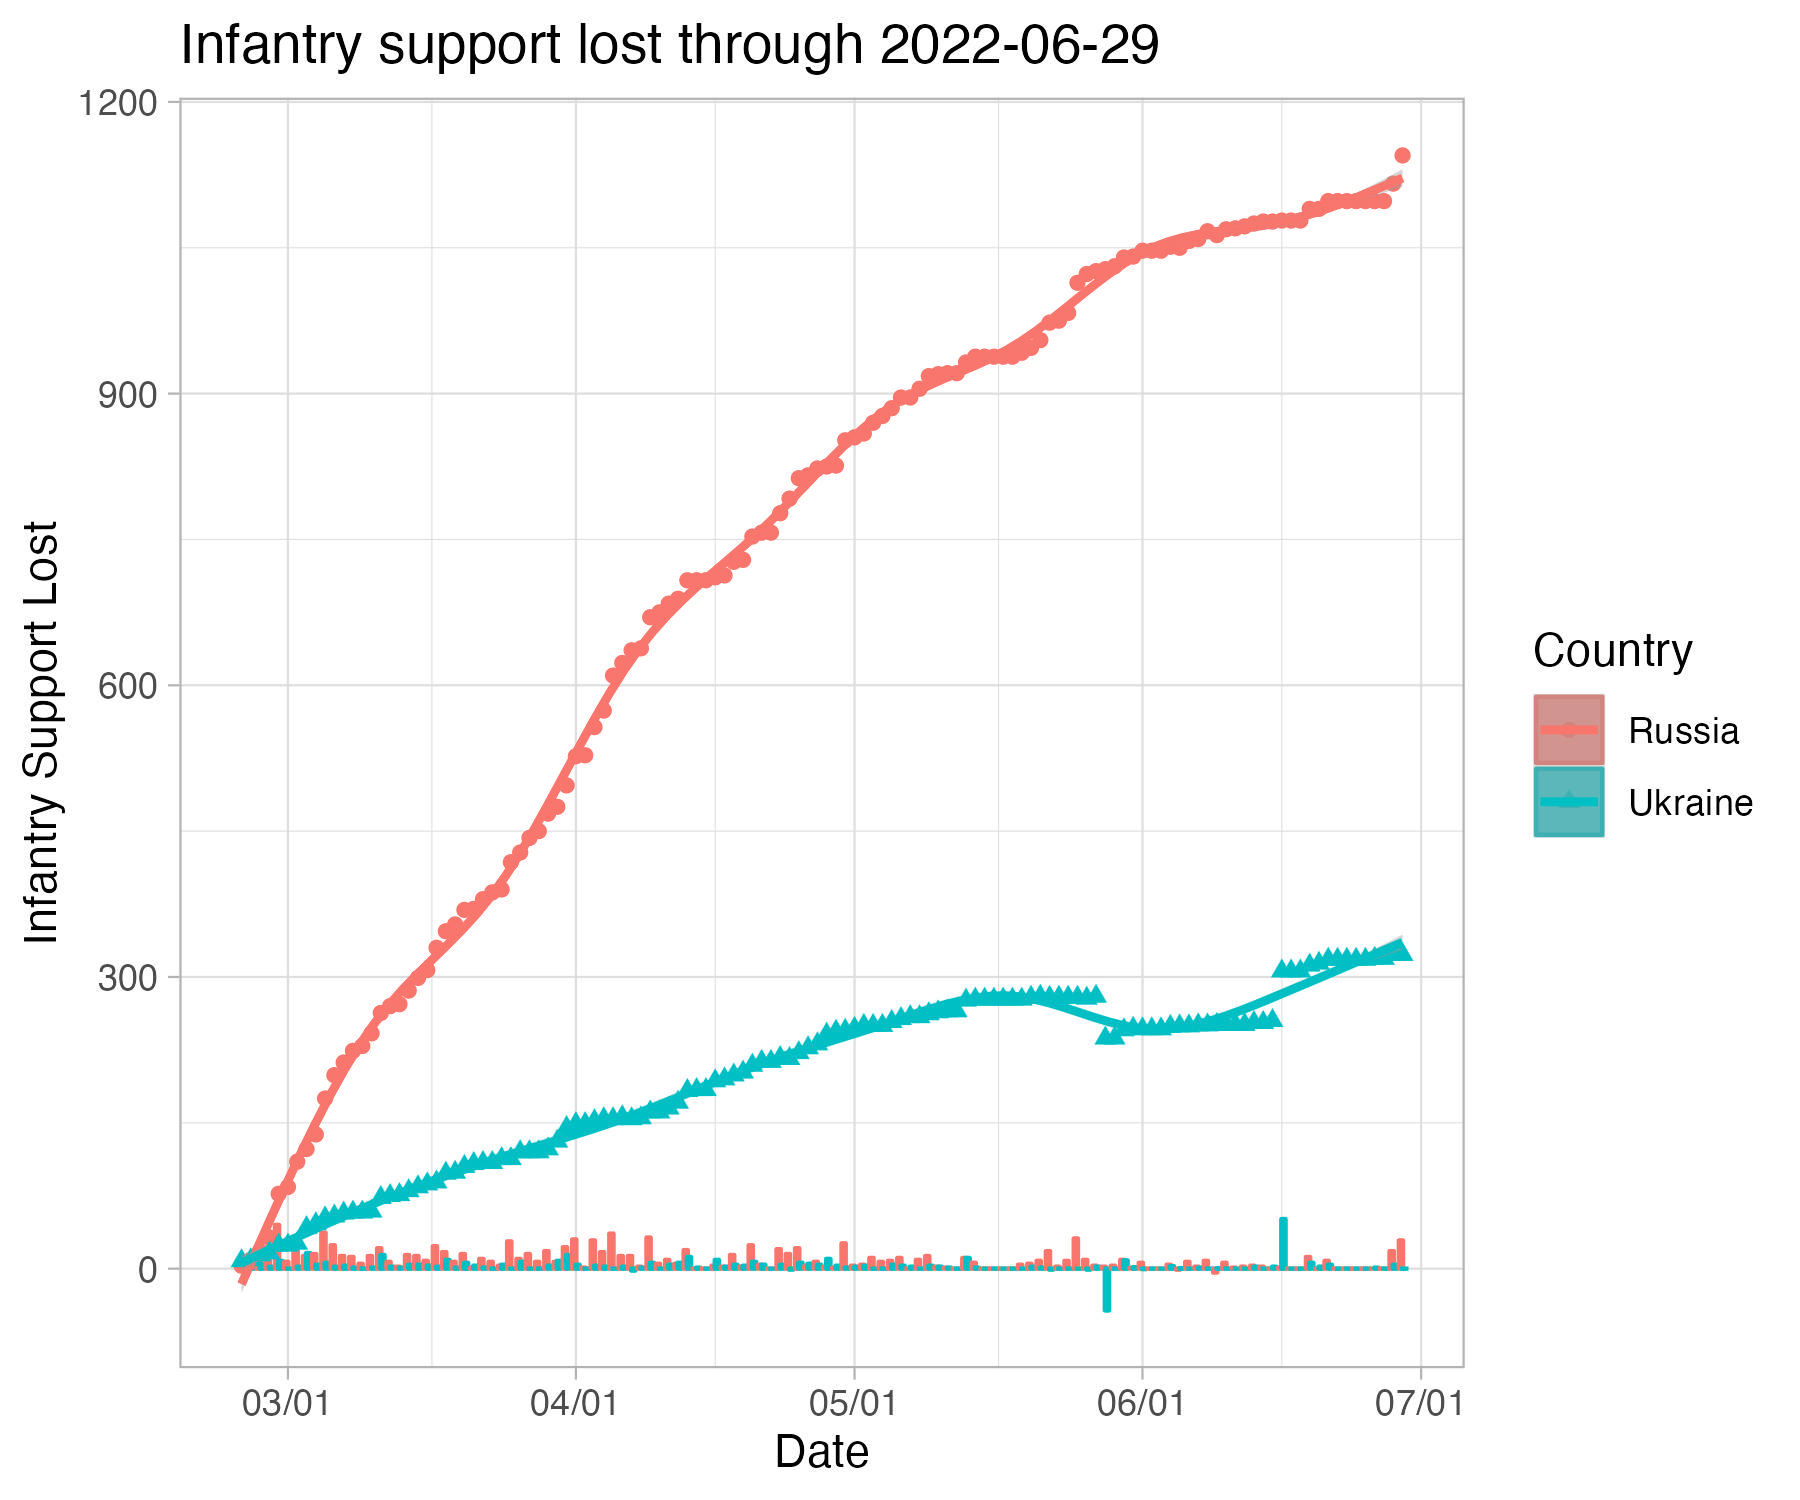 Infantry support lost through 2022-06-29
1200
900
600
300
0
Infantry Support Lost
03/01
04/01
05/01
06/01
07/01
Date
Country
Russia
Ukraine